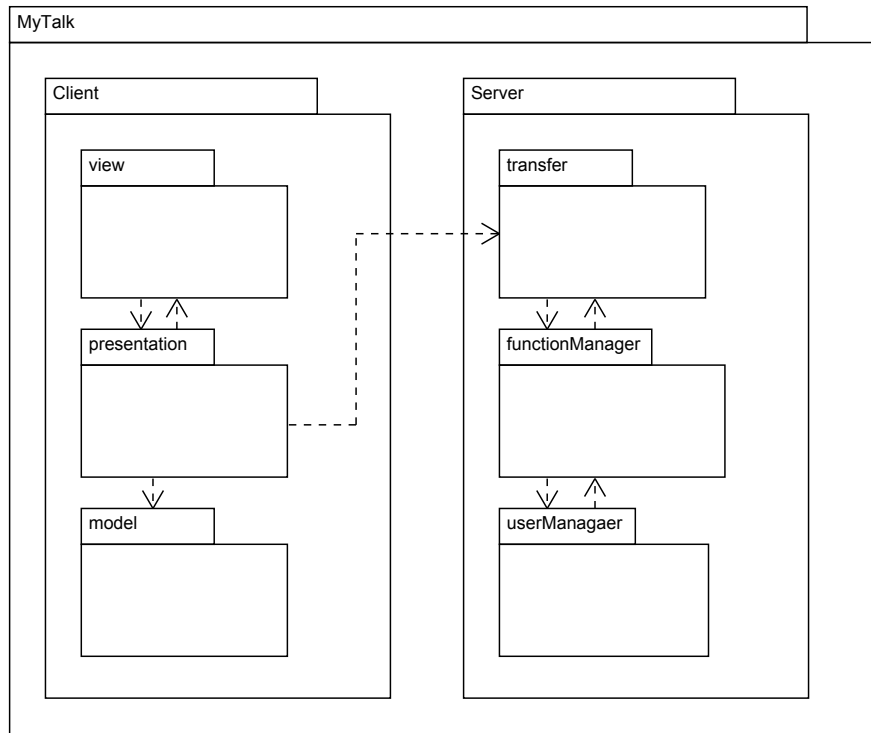 MyTalk
Client
Server
view
transfer
presentation
functionManager
model
userManagaer